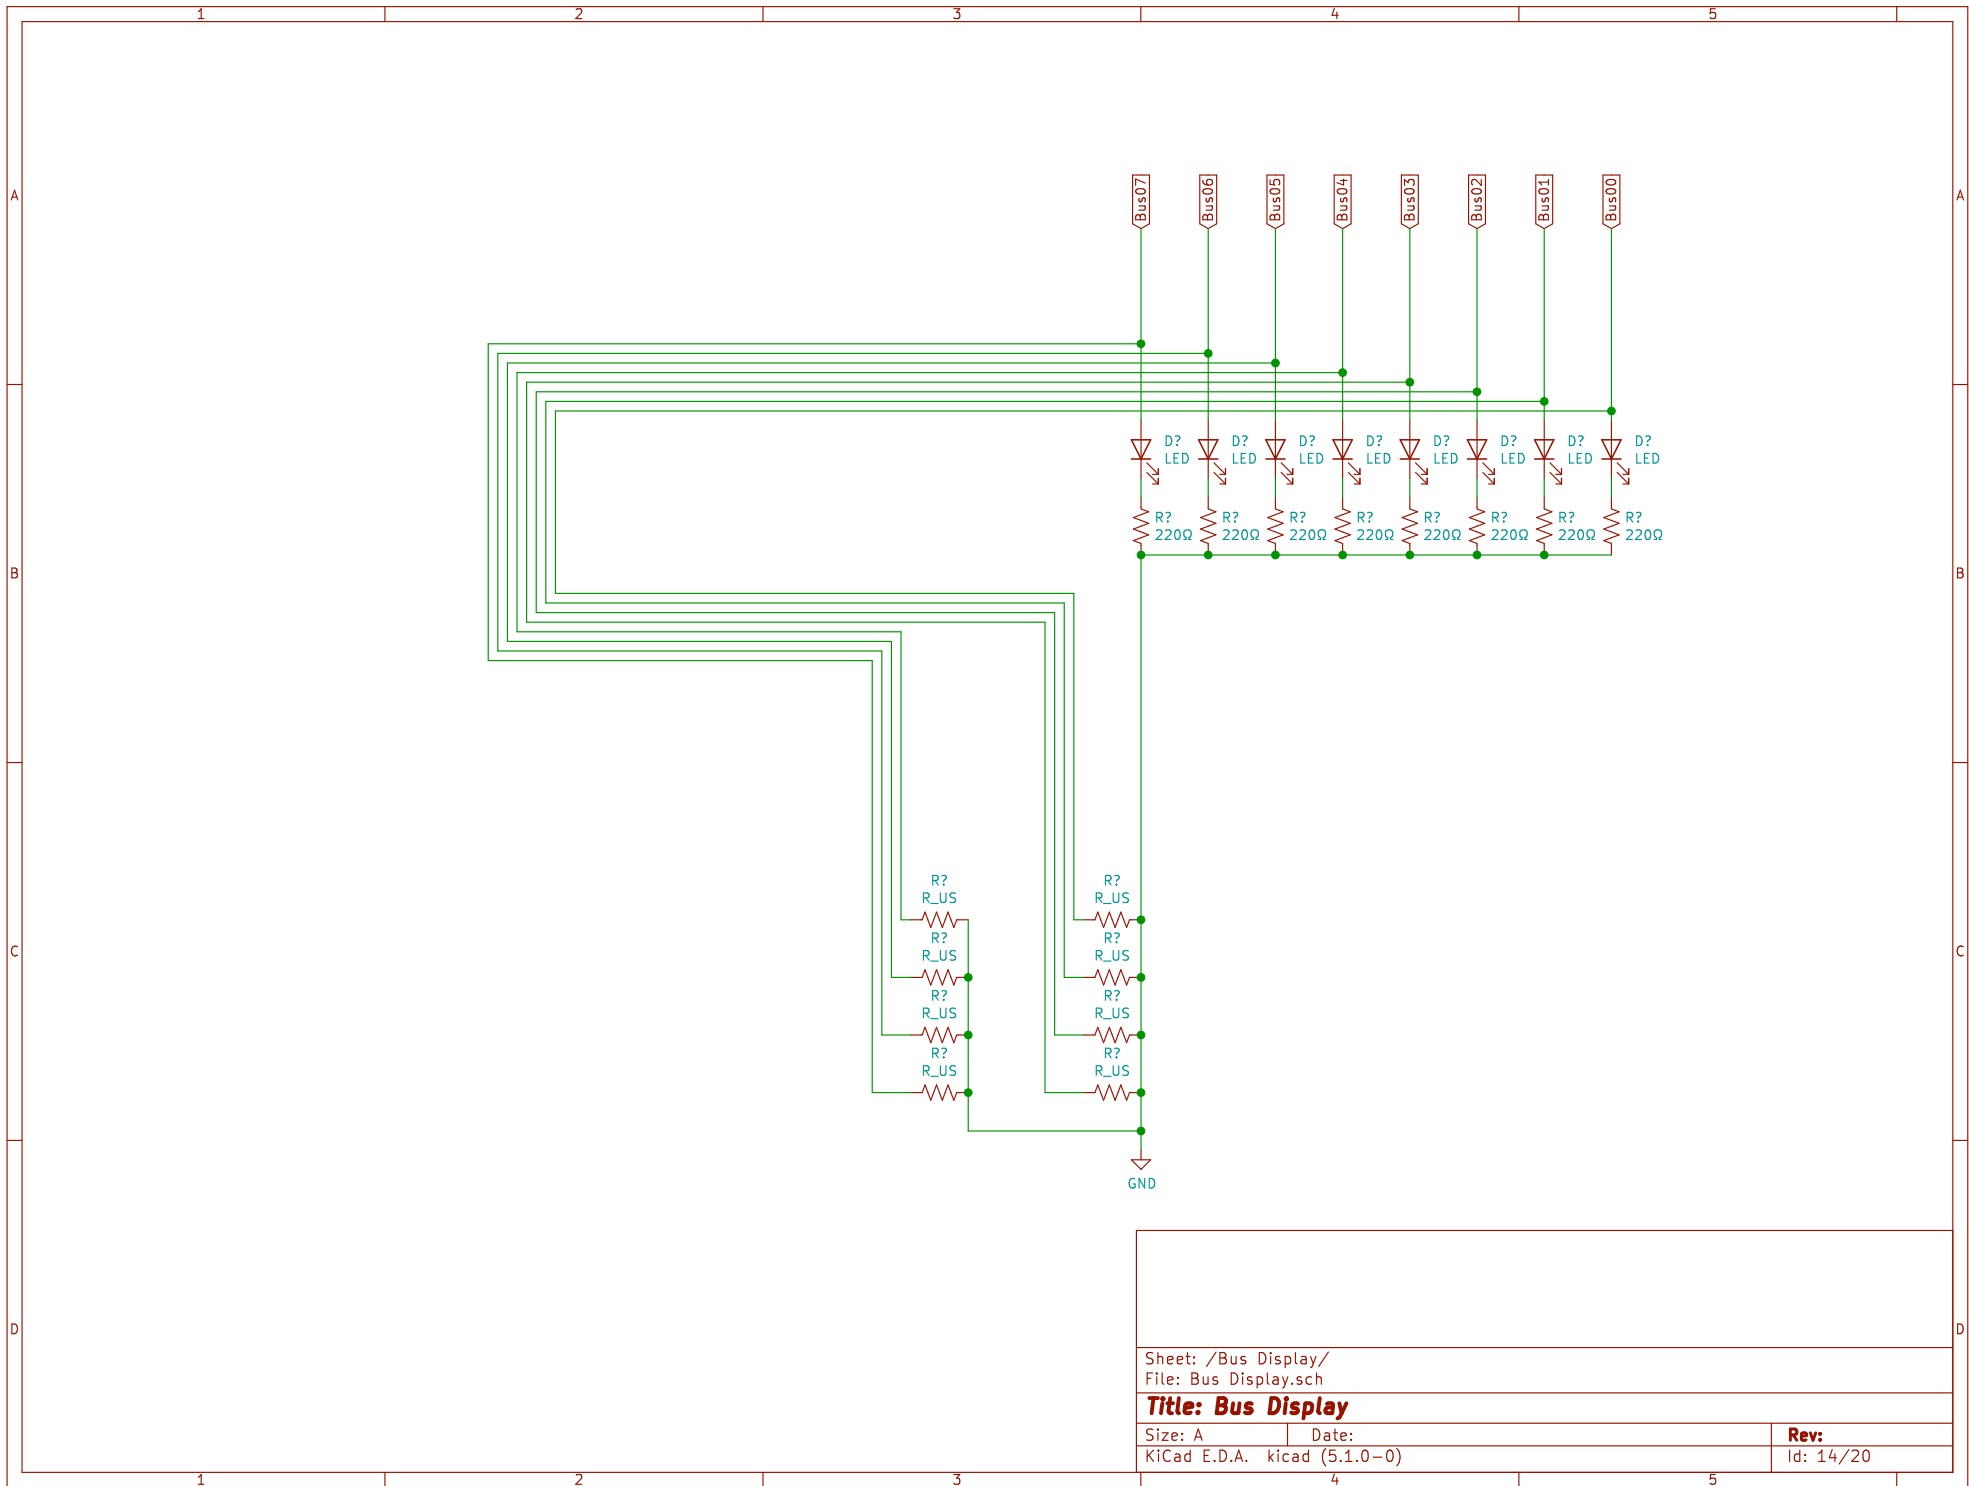 1 2 3 4 5
A A
Bus07 Bus06 Bus05 Bus04 Bus03 Bus02 Bus01 Bus00
D? D? D? D? D? D? D? D?
LED LED LED LED LED LED LED LED
R? R? R? R? R? R? R? R?
220Ω 220Ω 220Ω 220Ω 220Ω 220Ω 220Ω 220Ω
B B
R? R?
R_US R_US
R? R?
C C
R_US R_US
R? R?
R_US R_US
R? R?
R_US R_US
GND
D D
Sheet: /Bus Display/
File: Bus Display.sch
Title: Bus Display
Size: A Date: Rev:
KiCad E.D.A. kicad (5.1.0-0) Id: 14/20
1 2 3 4 5